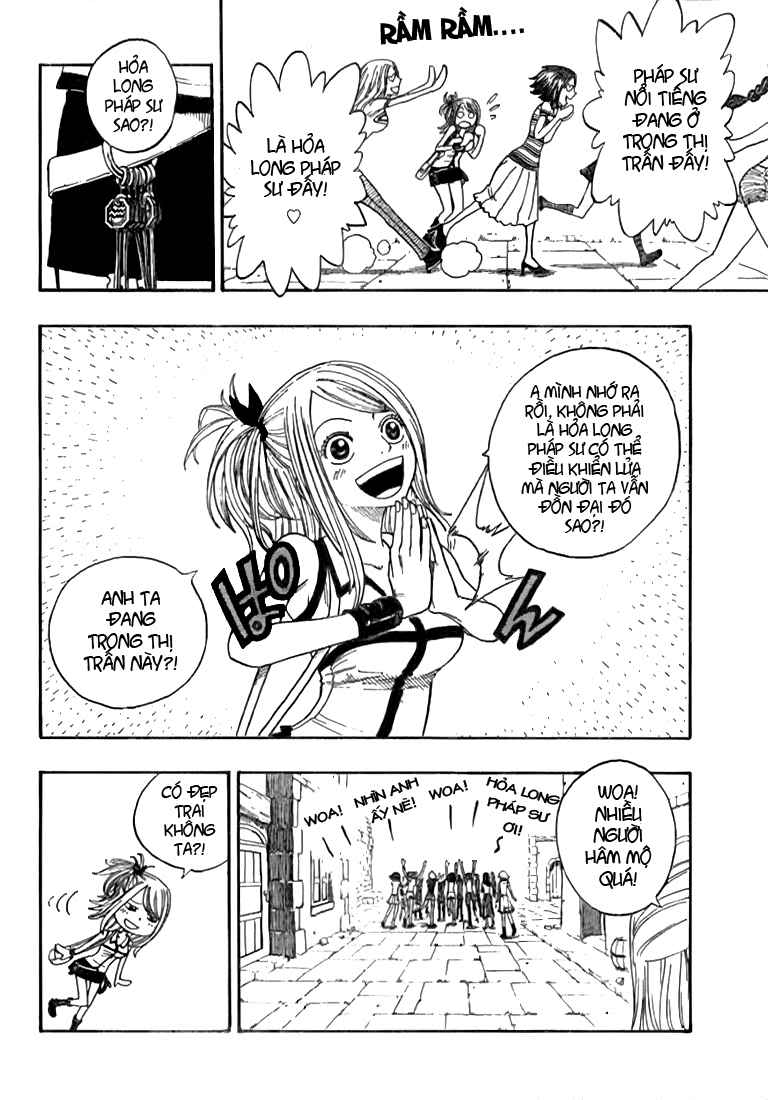 RẦM RẦM....
PHÁP SƯ
NỔI TIẾNG
ĐANG Ở
TRONG THỊ
TRẤN ĐẤY!
LÀ HỎA
LONG PHÁP
SƯ ĐẤY!
♡
HỎA
LONG
PHÁP SƯ
SAO?!
A MÌNH NHỚ RA
RỒI, KHÔNG PHẢI
LÀ HỎA LONG
PHÁP SƯ CÓ THỂ
ĐIỀU KHIỂN LỬA
MÀ NGƯỜI TA VẪN
ĐỒN ĐẠI ĐÓ
SAO?!
ANH TA
ĐANG
TRONG THỊ
TRẤN NÀY?!
ぽわ
ん
WOA!
NHIỀU
NGƯỜI
HÂM MỘ
QUÁ!
WOA!
NHÌN ANH
ẤY NÈ!
WOA!
HỎA LONG
PHÁP SƯ
ƠI!
CÓ ĐẸP
TRAI
KHÔNG
TA?!